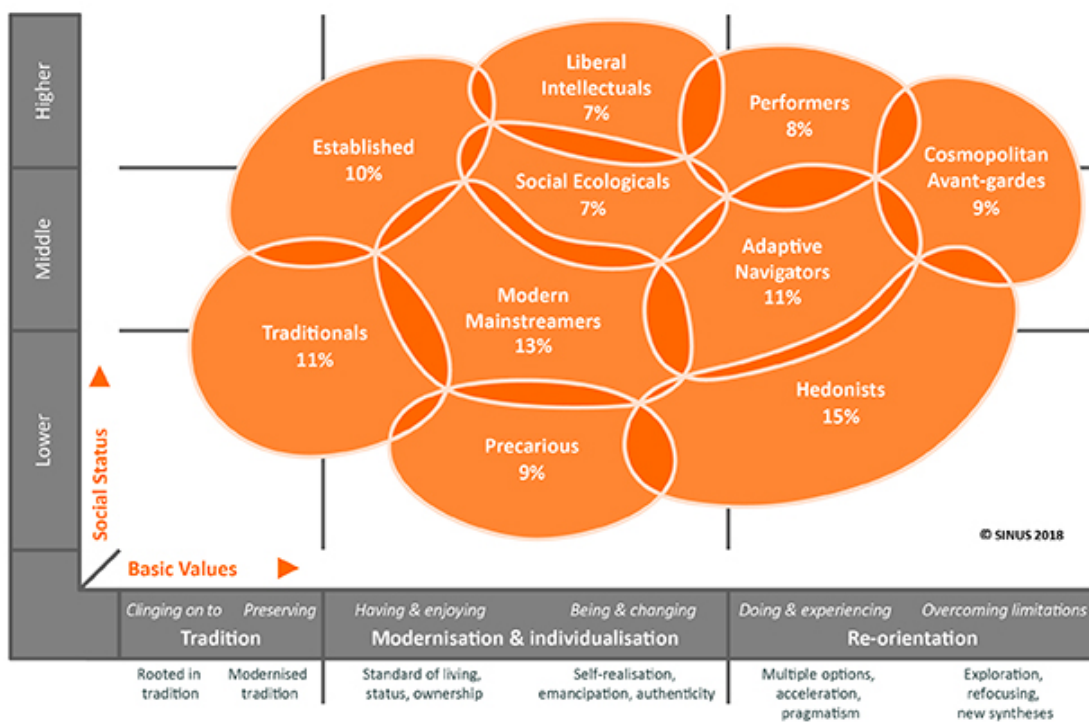 Higher
Middle
Lower
Social Status
Basic Values
Liberal
Intellectuals
7%
Performers
8%
Established
10%
Cosmopolitan
Avant-gardes
9%
Social Ecologicals
7%
Adaptive
Navigators
11%
Modern
Mainstreamers
13%
Traditionals
11%
Hedonists
15%
Precarious
9%
© SINUS 2018
Clinging on to
Preserving
Tradition
Having & enjoying
Being & changing
Modernisation & individualisation
Doing & experiencing
Overcoming limitations
Re-orientation
Rooted in
tradition
Modernised
tradition
Standard of living,
status, ownership
Self-realisation,
emancipation, authenticity
Multiple options,
acceleration,
pragmatism
Exploration,
refocusing,
new syntheses